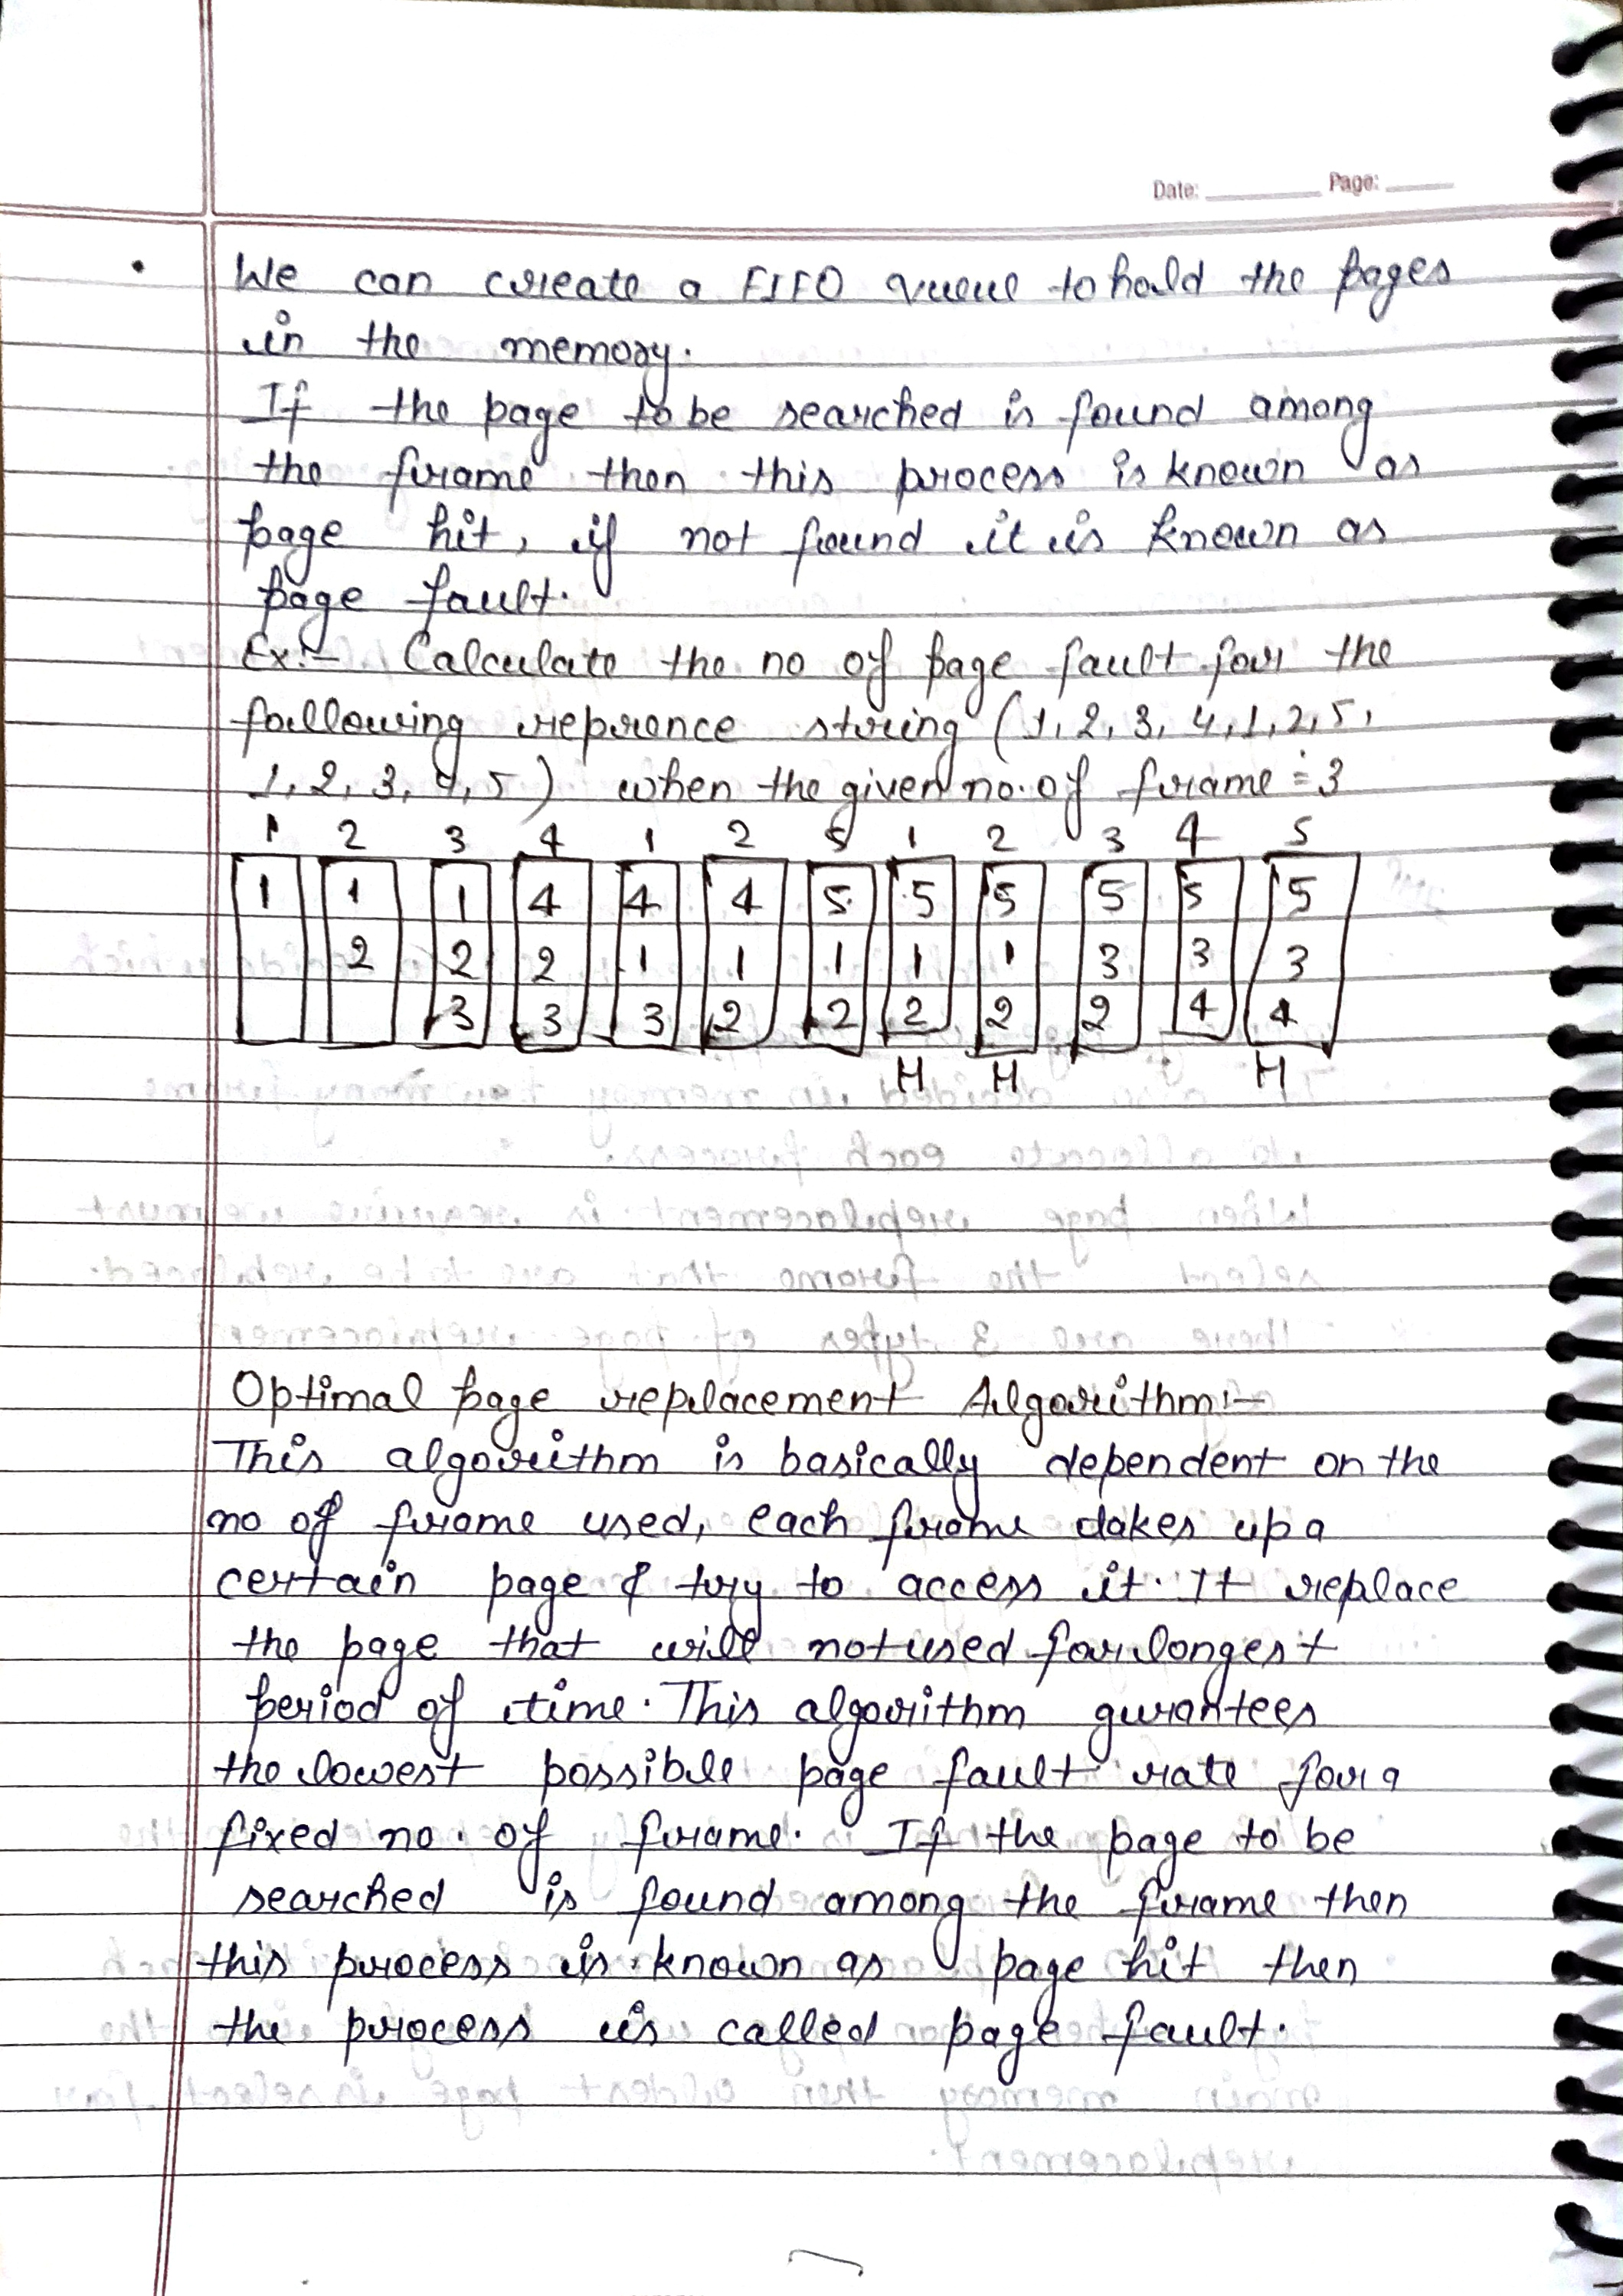 Date: Page:
• We can create a FIFO queue to hold the pages
in the memory.
If the page to be searched is found among
the frame then this process is known as
page hit, if not found it is known as
page fault.
Ex:- Calculate the no of page fault for the
following reprence string (1, 2, 3, 4, 1, 2, 5,
1, 2, 3, 4, 5) when the given no. of frame = 3
1 2 3 4 1 2 5 1 2 3 4 5
1 1 1 4 4 4 5 5 5 5 5 5
2 2 2 1 1 1 1 1 3 3 3
3 3 3 2 2 2 2 2 4 4
H H H
Optimal page replacement Algorithm:-
This algorithm is basically dependent on the
no of frame used, each frame takes up a
certain page & try to access it. It replace
the page that will not used for longest
period of time. This algorithm gurantees
the lowest possible page fault rate for a
fixed no. of frame. If the page to be
searched is found among the frame then
this process is known as page hit then
the process is called page fault.